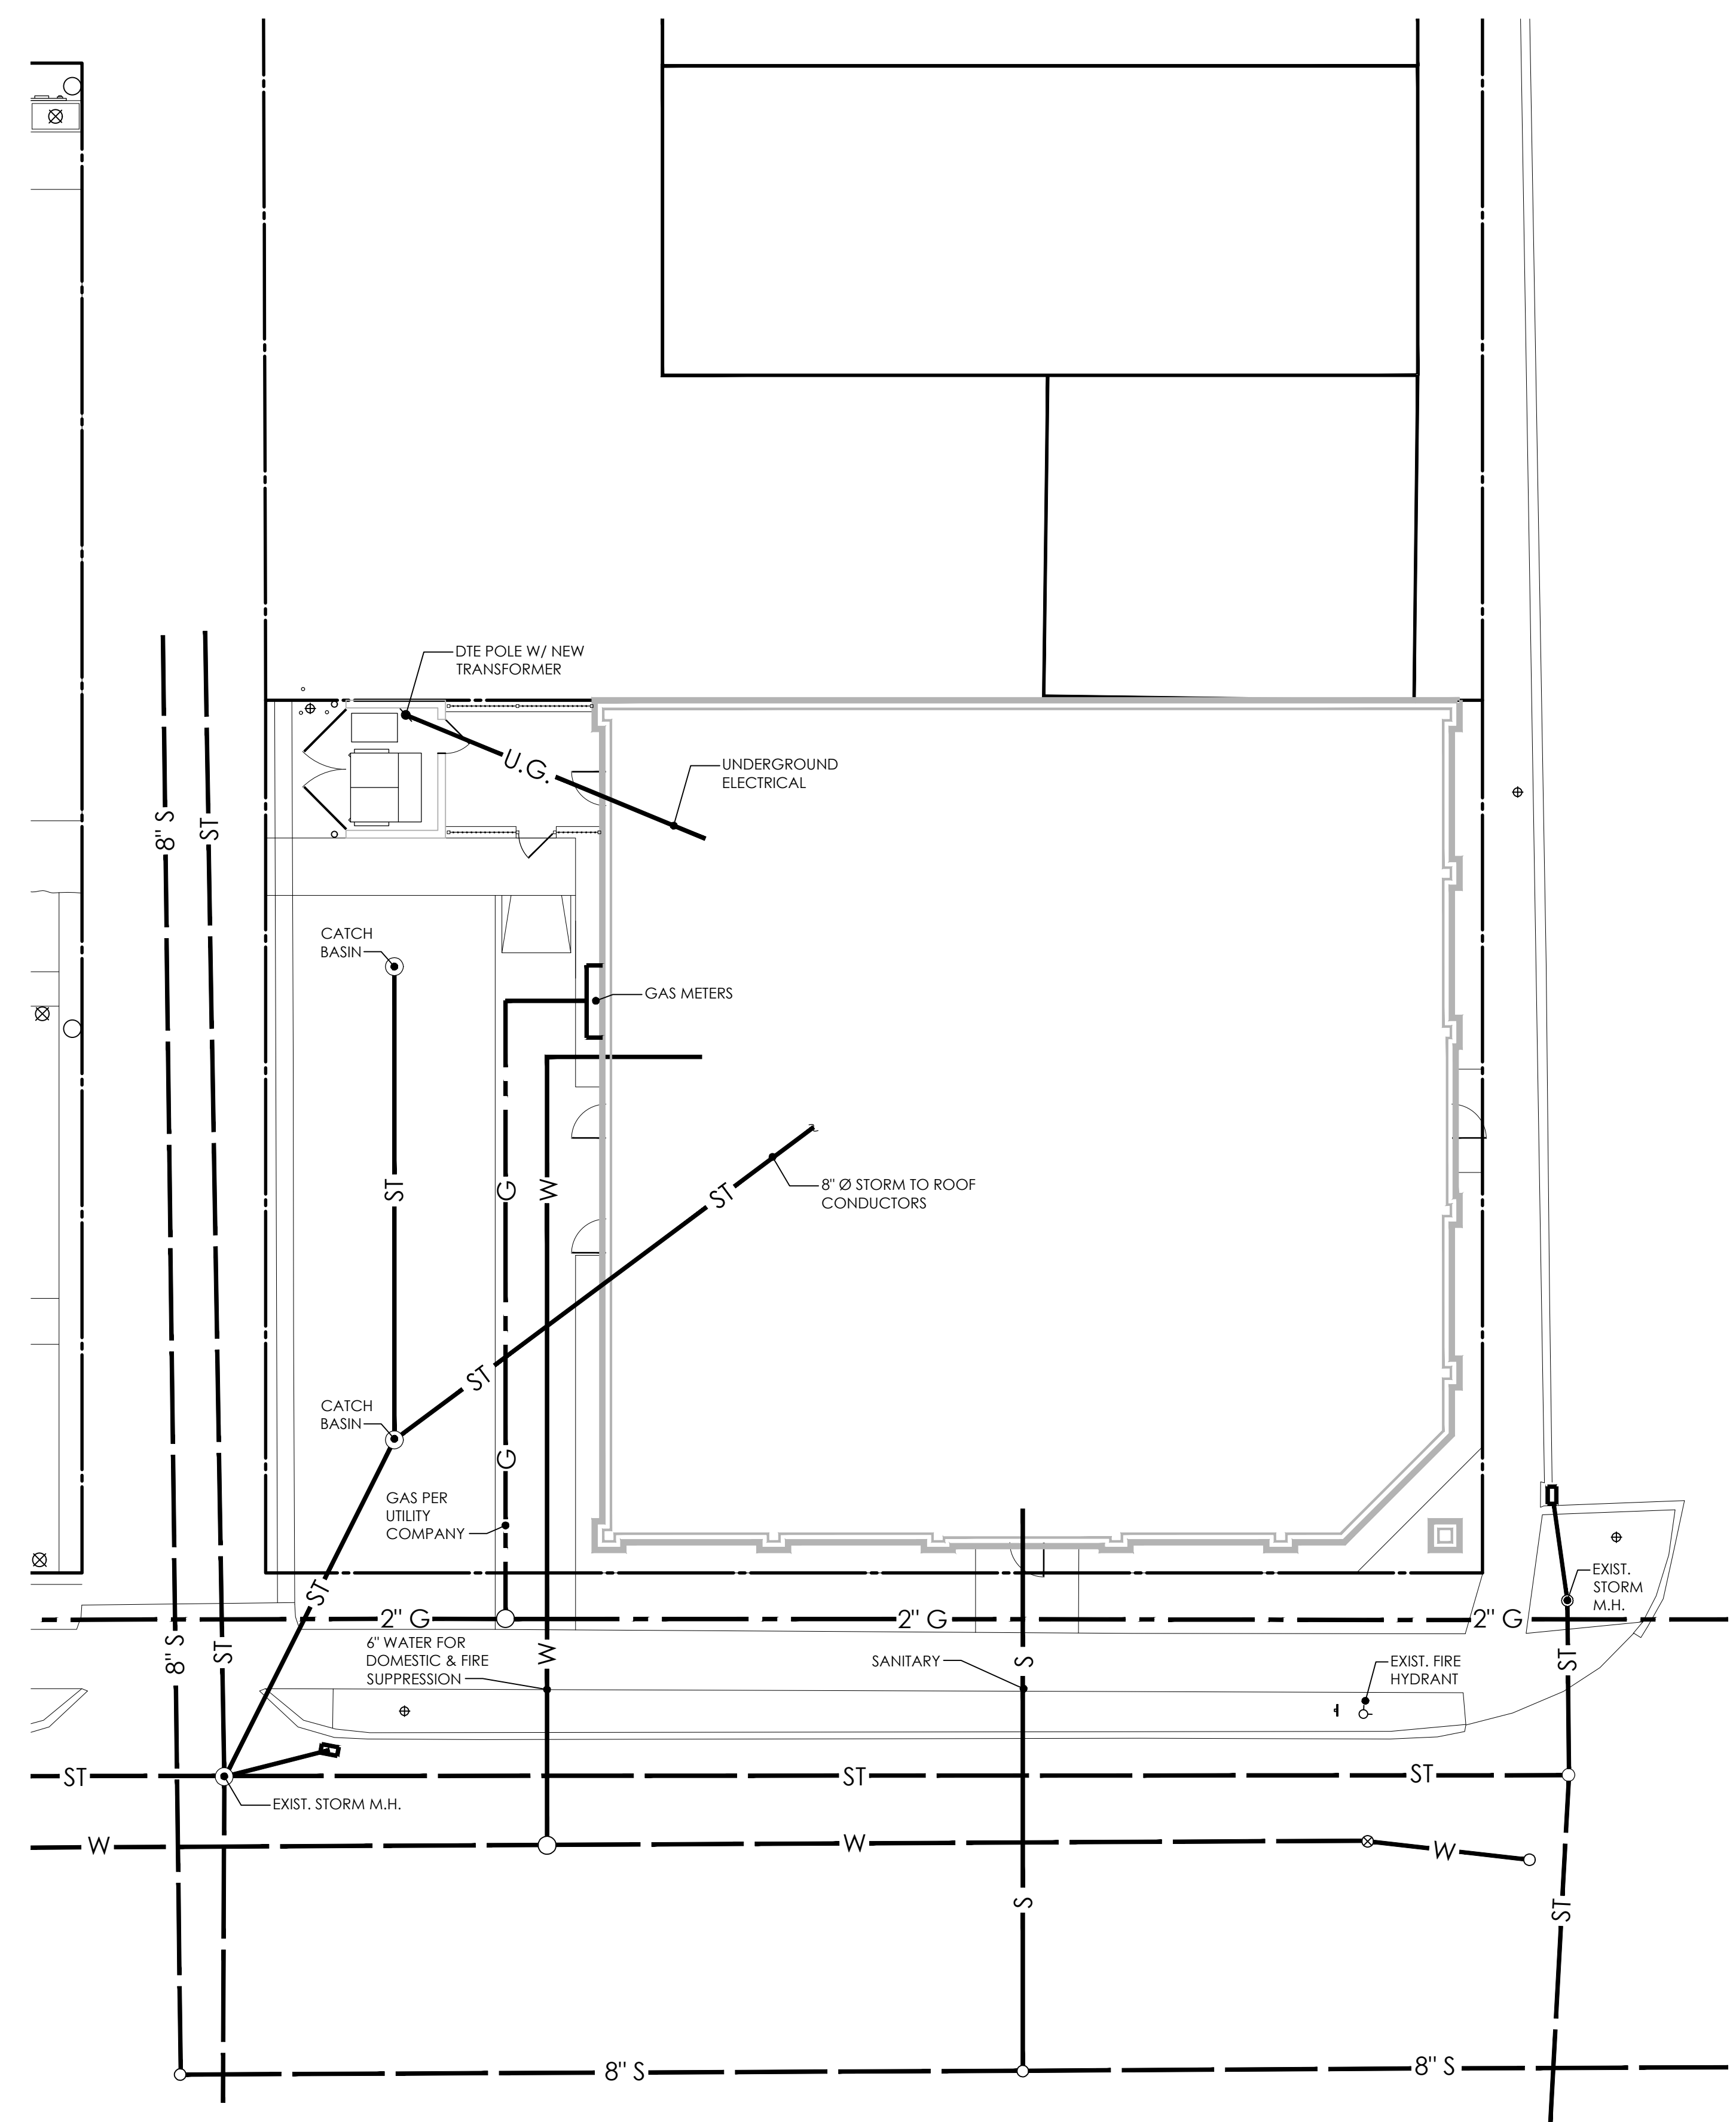 DTE POLE W/ NEW
TRANSFORMER
U.G.
UNDERGROUND
ELECTRICAL
8" S
ST
CATCH
BASIN
GAS METERS
ST
G
W
ST
8" Ø STORM TO ROOF
CONDUCTORS
ST
CATCH
BASIN
G
GAS PER
UTILITY
COMPANY
EXIST.
STORM
M.H.
ST
2" G
2" G
2" G
8" S
ST
6" WATER FOR
DOMESTIC & FIRE
SUPPRESSION
W
SANITARY
S
EXIST. FIRE
HYDRANT
ST
ST
ST
ST
EXIST. STORM M.H.
W
W
W
S
ST
8" S
8" S